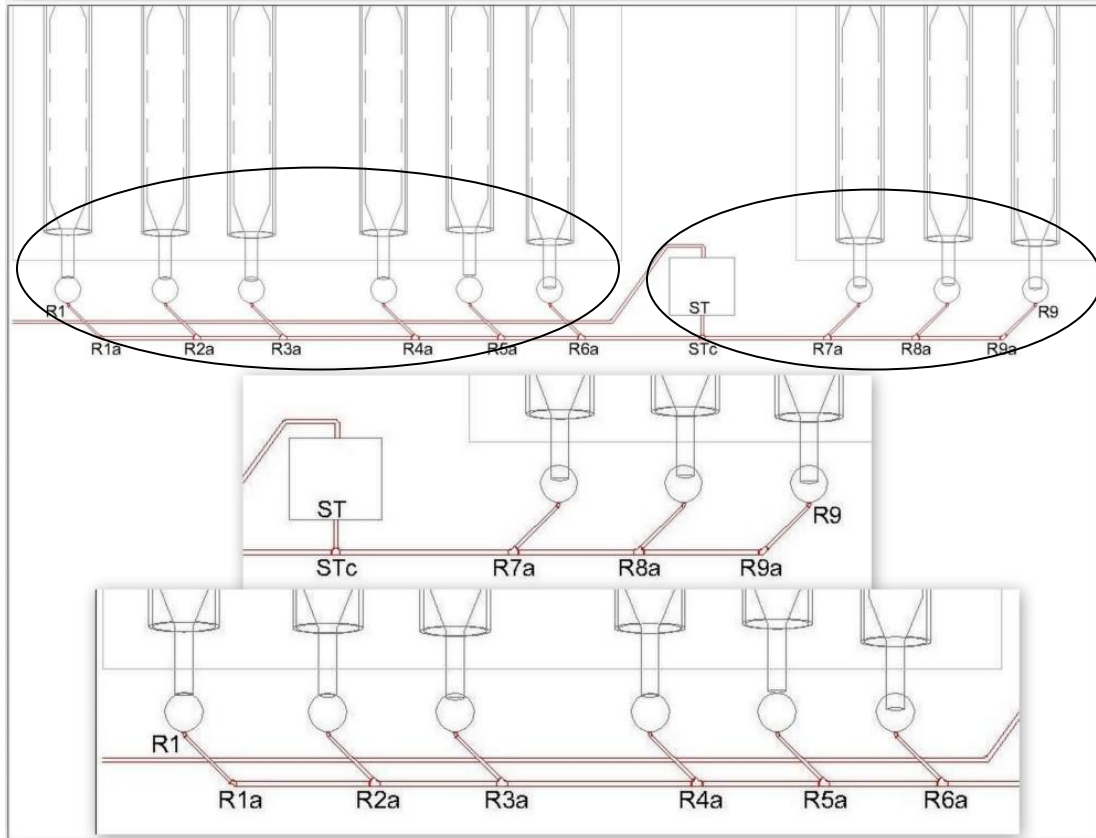 R1 ST R9
R1a R2a R3a R4a R5a R6a STc R7a R8a R9a
ST R9
STc R7a R8a R9a
R1
R1a R2a R3a R4a R5a R6a